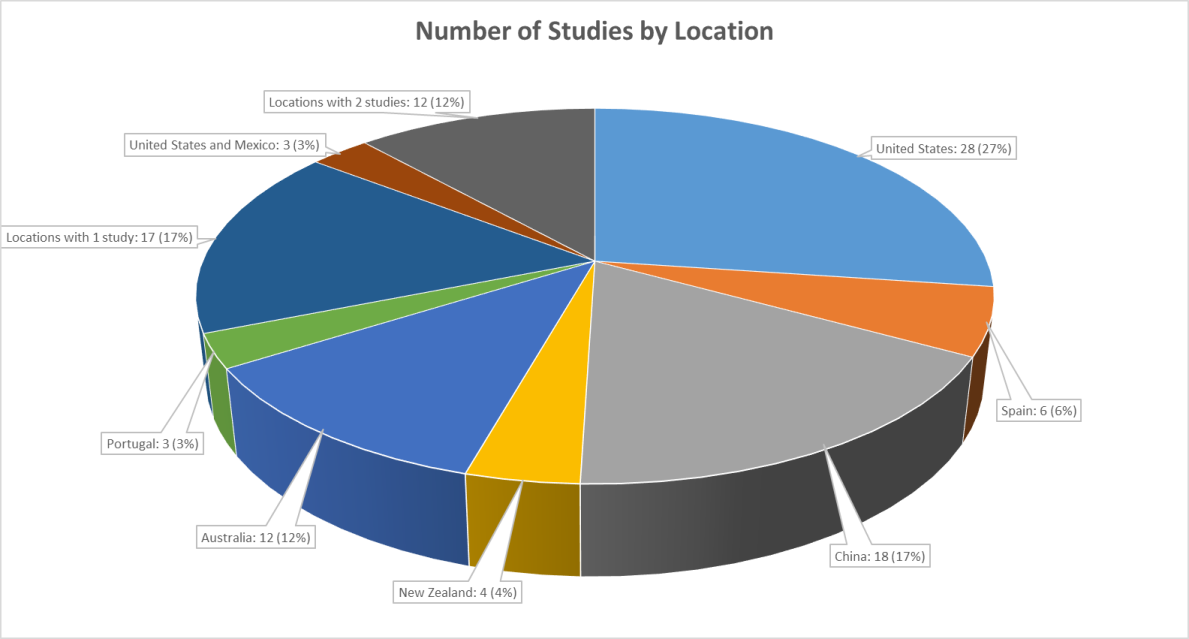 Number of Studies by Location
Locations with 2 studies: 12 (12%)
United States and Mexico: 3 (3%)
United States: 28 (27%)
Locations with 1 study: 17 (17%)
Spain: 6 (6%)
Portugal: 3 (3%)
Australia: 12 (12%)
China: 18 (17%)
New Zealand: 4 (4%)